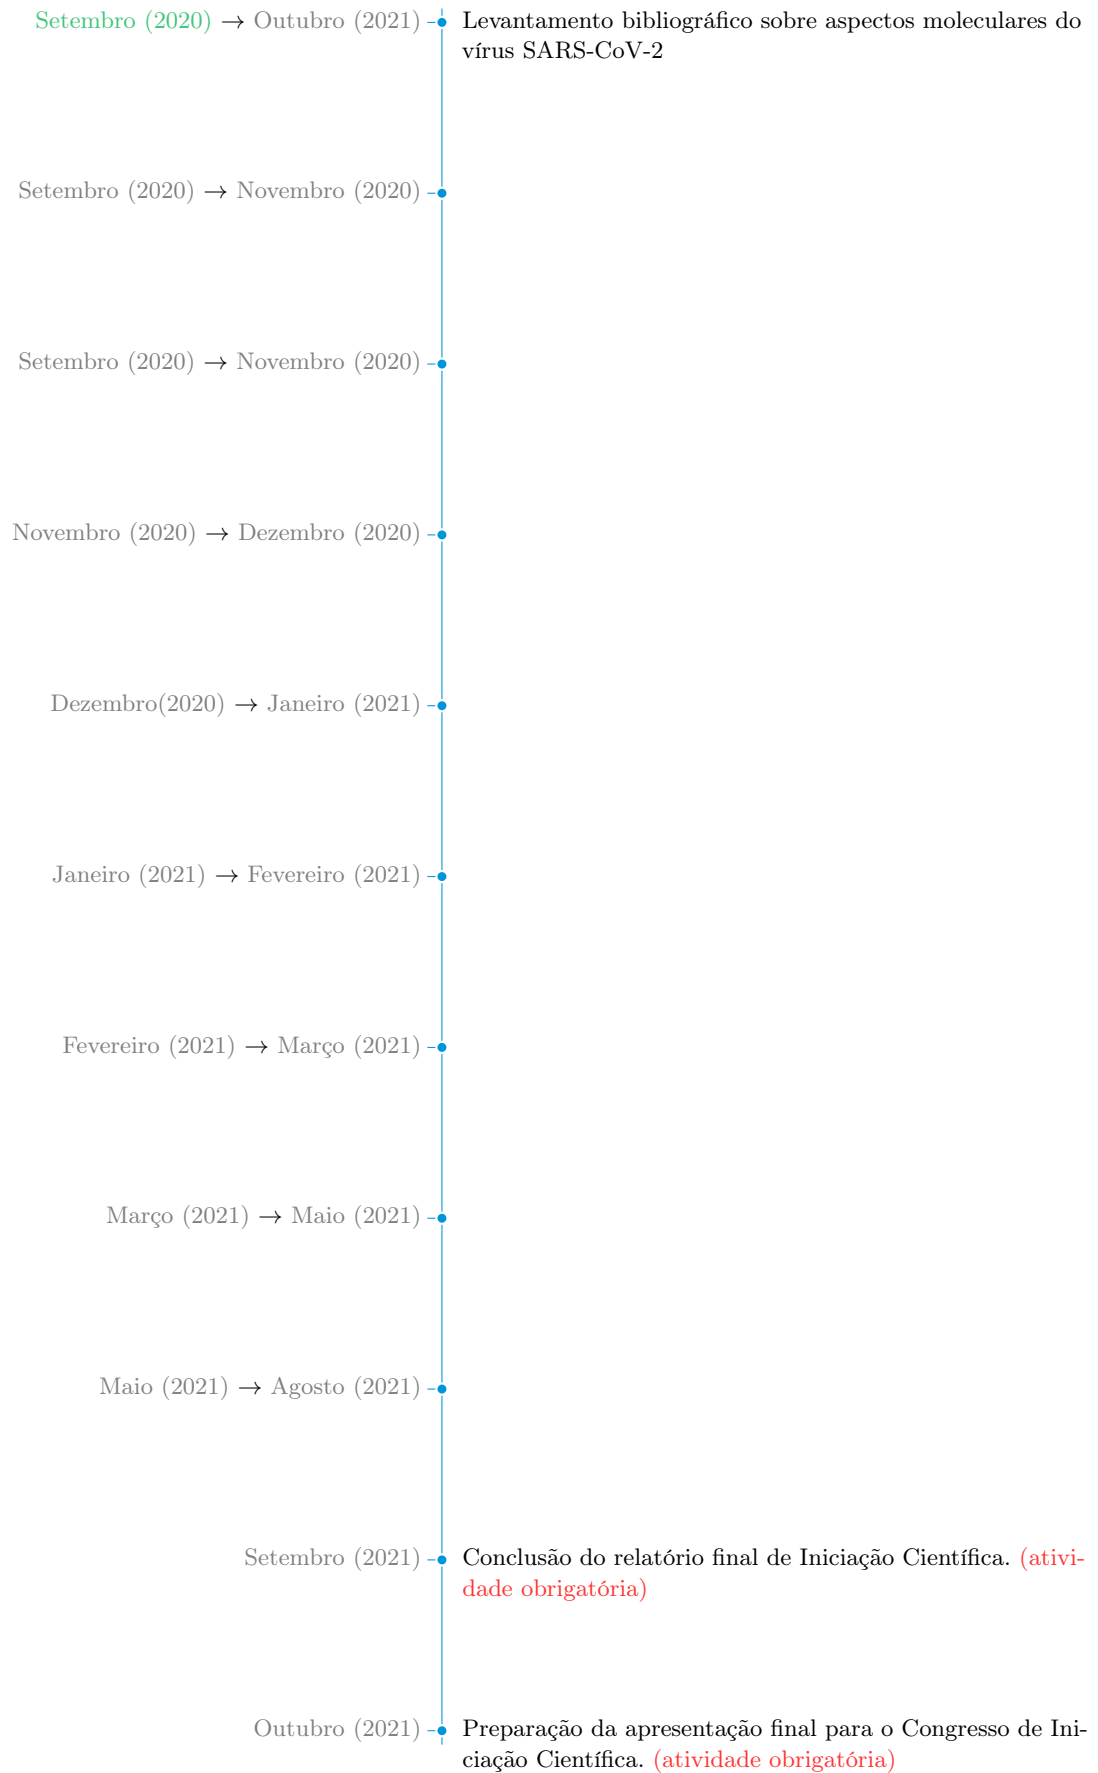 Setembro (2020) → Outubro (2021) Levantamento bibliográfico sobre aspectos moleculares do
vírus SARS-CoV-2
Setembro (2020) → Novembro (2020)
Setembro (2020) → Novembro (2020)
Novembro (2020) → Dezembro (2020)
Dezembro(2020) → Janeiro (2021)
Janeiro (2021) → Fevereiro (2021)
Fevereiro (2021) → Março (2021)
Março (2021) → Maio (2021)
Maio (2021) → Agosto (2021)
Setembro (2021) Conclusão do relatório final de Iniciação Científica. (ativi-
dade obrigatória)
Outubro (2021) Preparação da apresentação final para o Congresso de Ini-
ciação Científica. (atividade obrigatória)